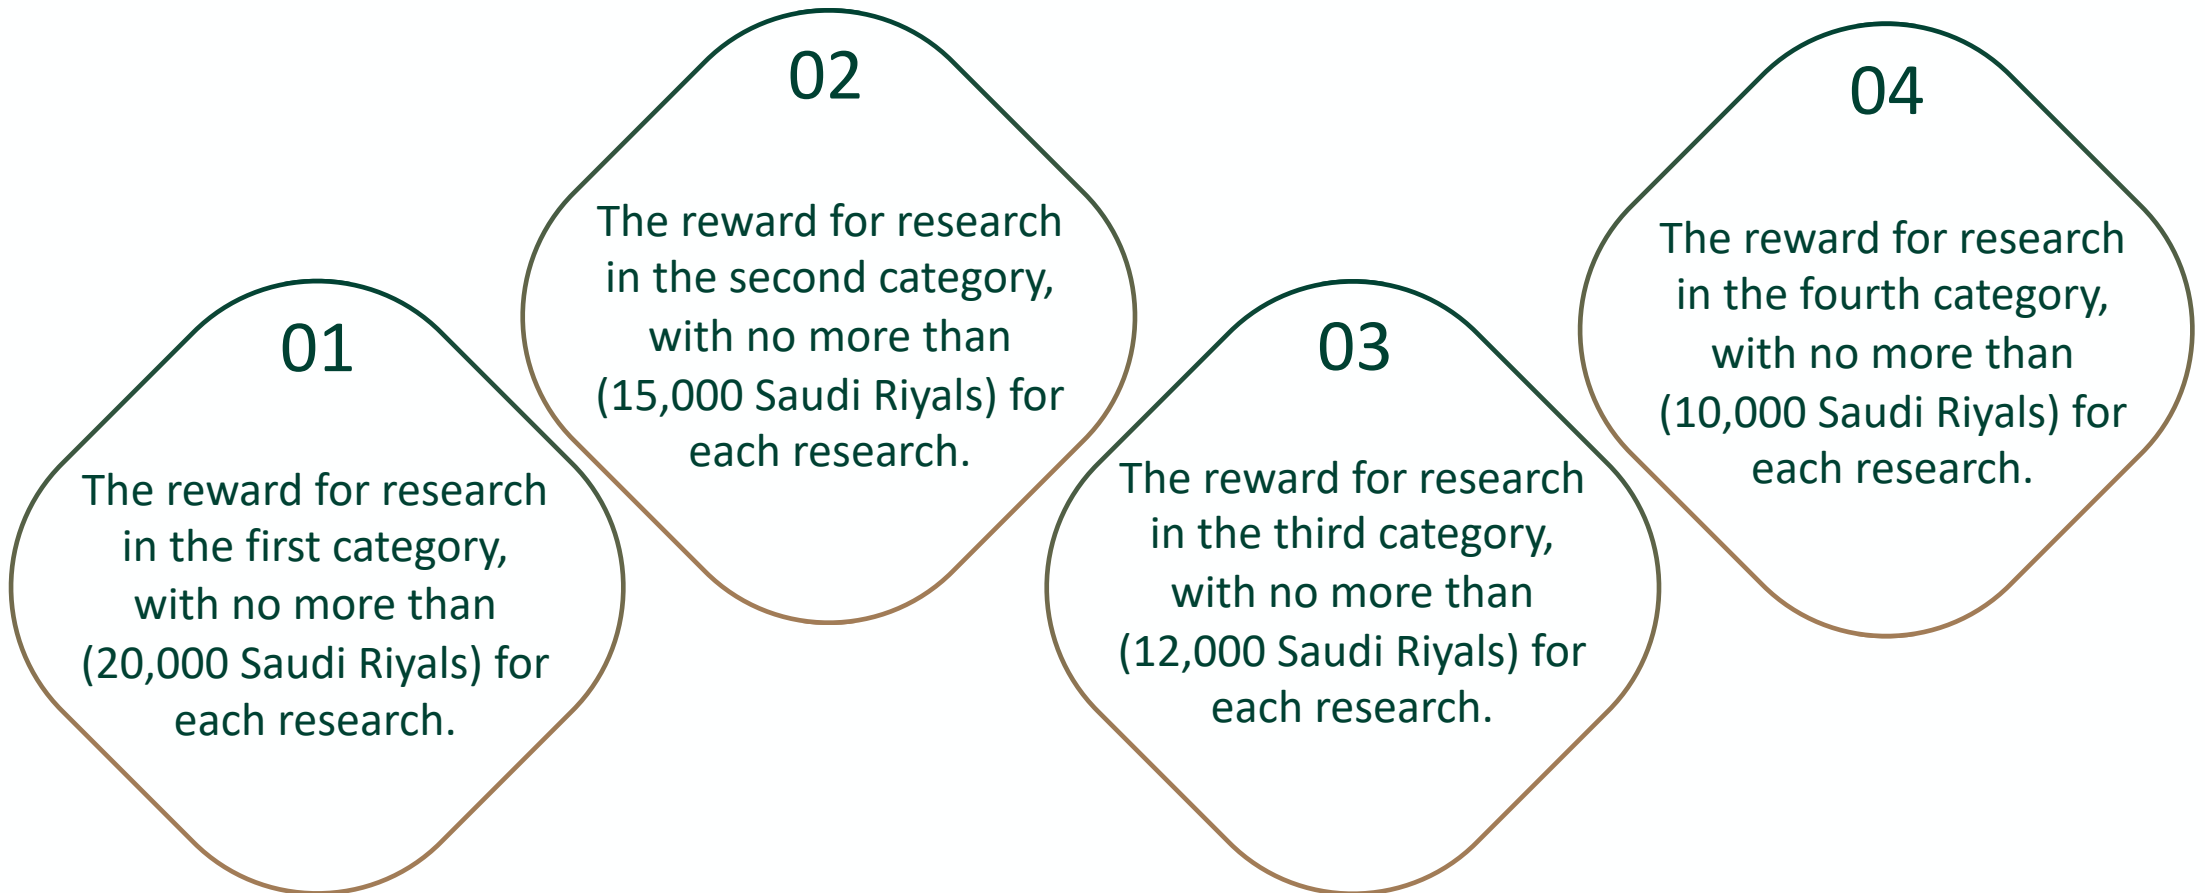 01
The reward for research
in the first category,
with no more than
(20,000 Saudi Riyals) for
each research.
02
The reward for research
in the second category,
with no more than
(15,000 Saudi Riyals) for
each research.
03
The reward for research
in the third category,
with no more than
(12,000 Saudi Riyals) for
each research.
04
The reward for research
in the fourth category,
with no more than
(10,000 Saudi Riyals) for
each research.